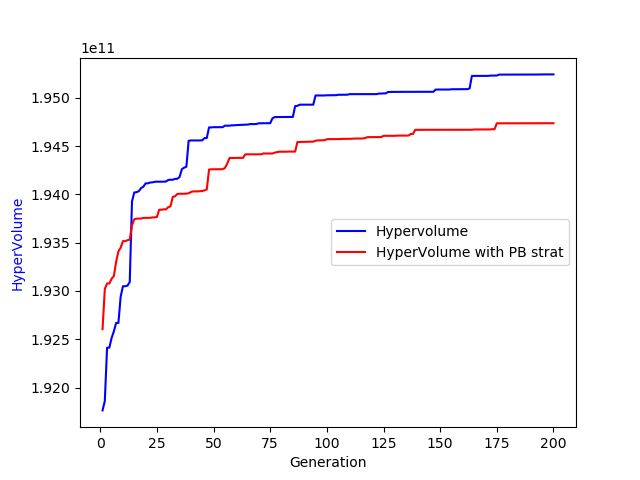 1e11
1.950
1.945
1.940
1.935
1.930
1.925
1.920
HyperVolume
Hypervolume
HyperVolume with PB strat
0 25 50 75 100 125 150 175 200
Generation